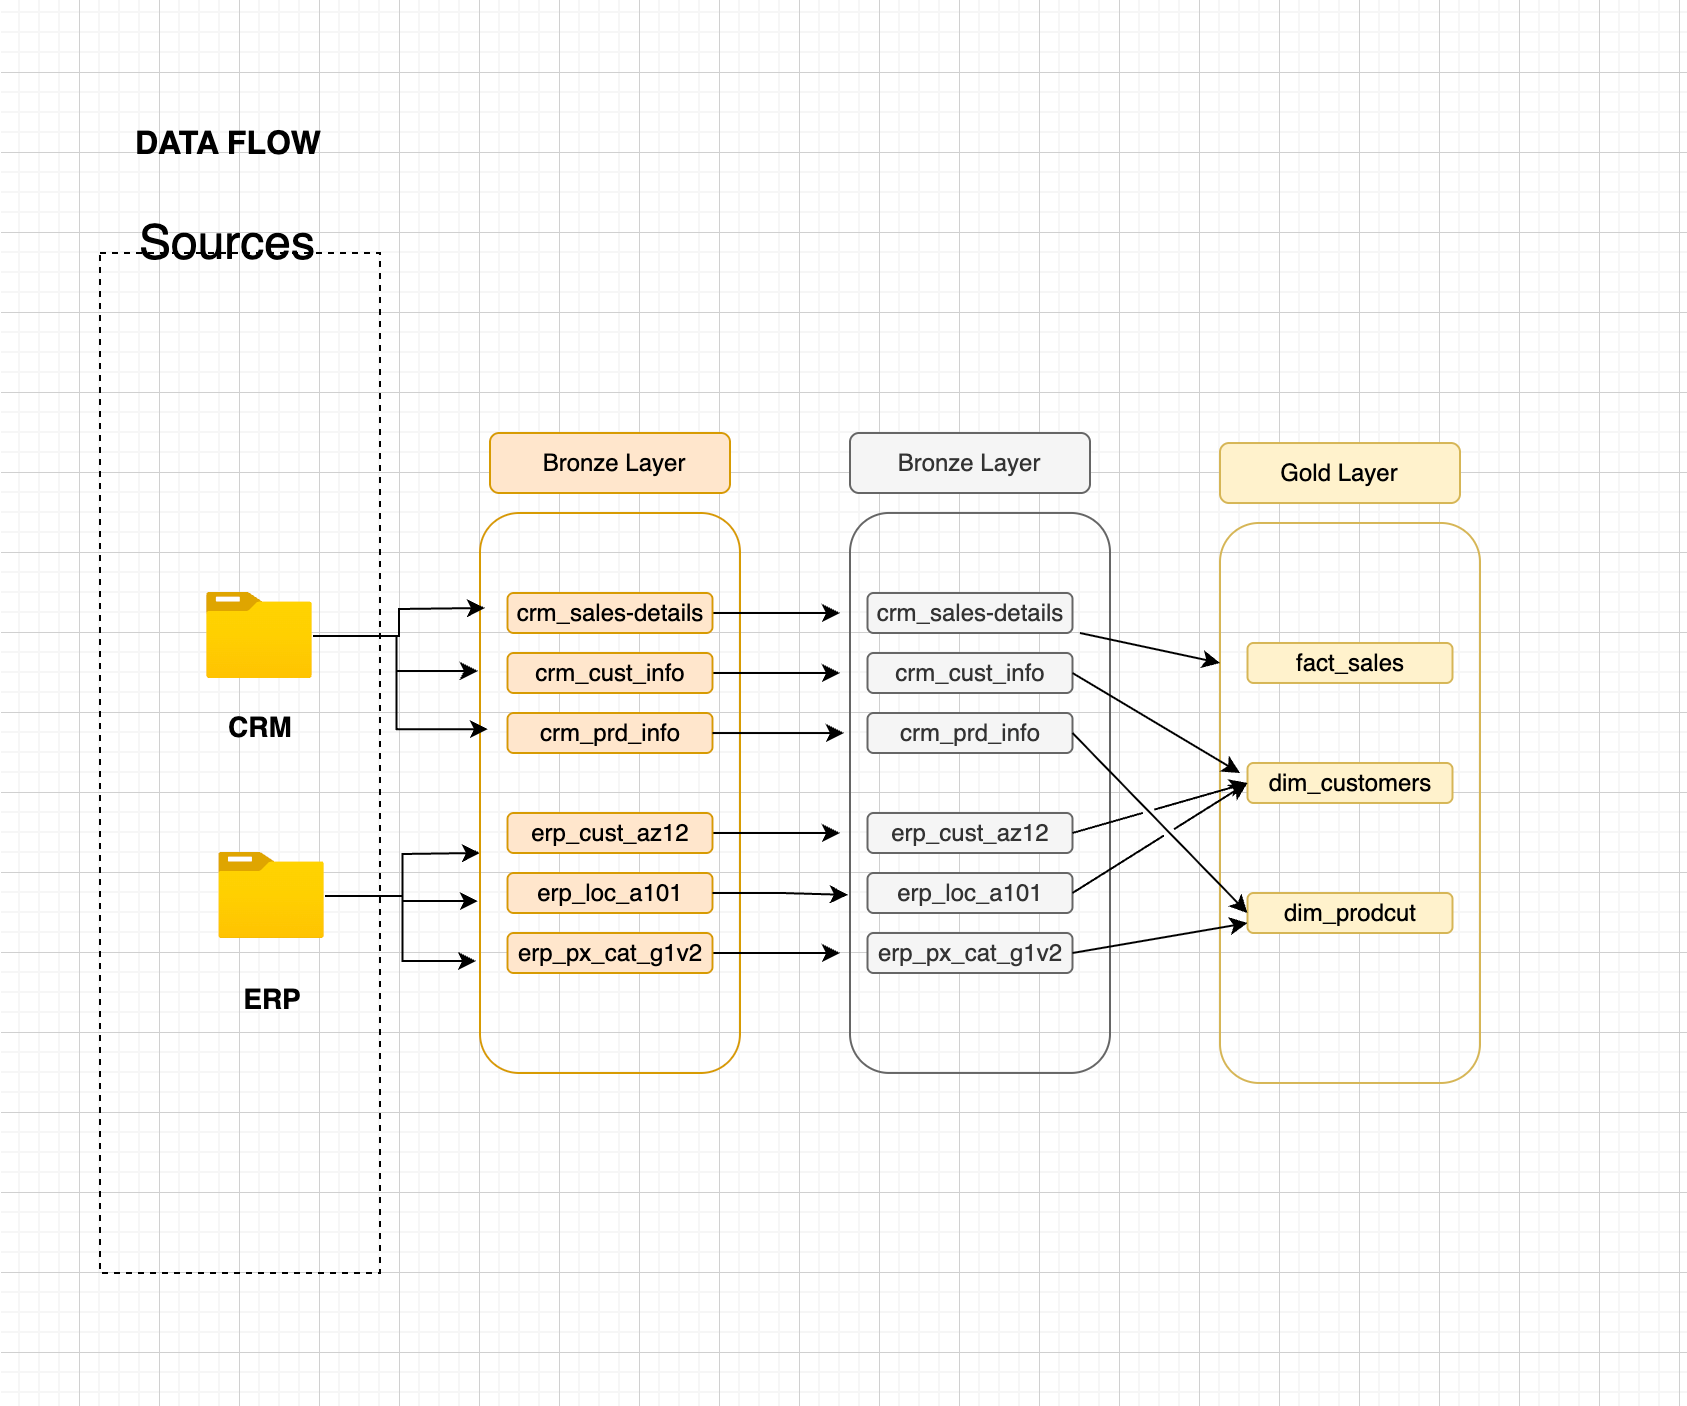 DATA FLOW
Sources
CRM
ERP
Bronze Layer
crm_sales-details
crm_cust_info
crm_prd_info
erp_cust_az12
erp_loc_a101
erp_px_cat_g1v2
Bronze Layer
crm_sales-details
crm_cust_info
crm_prd_info
erp_cust_az12
erp_loc_a101
erp_px_cat_g1v2
Gold Layer
fact_sales
dim_customers
dim_prodcut